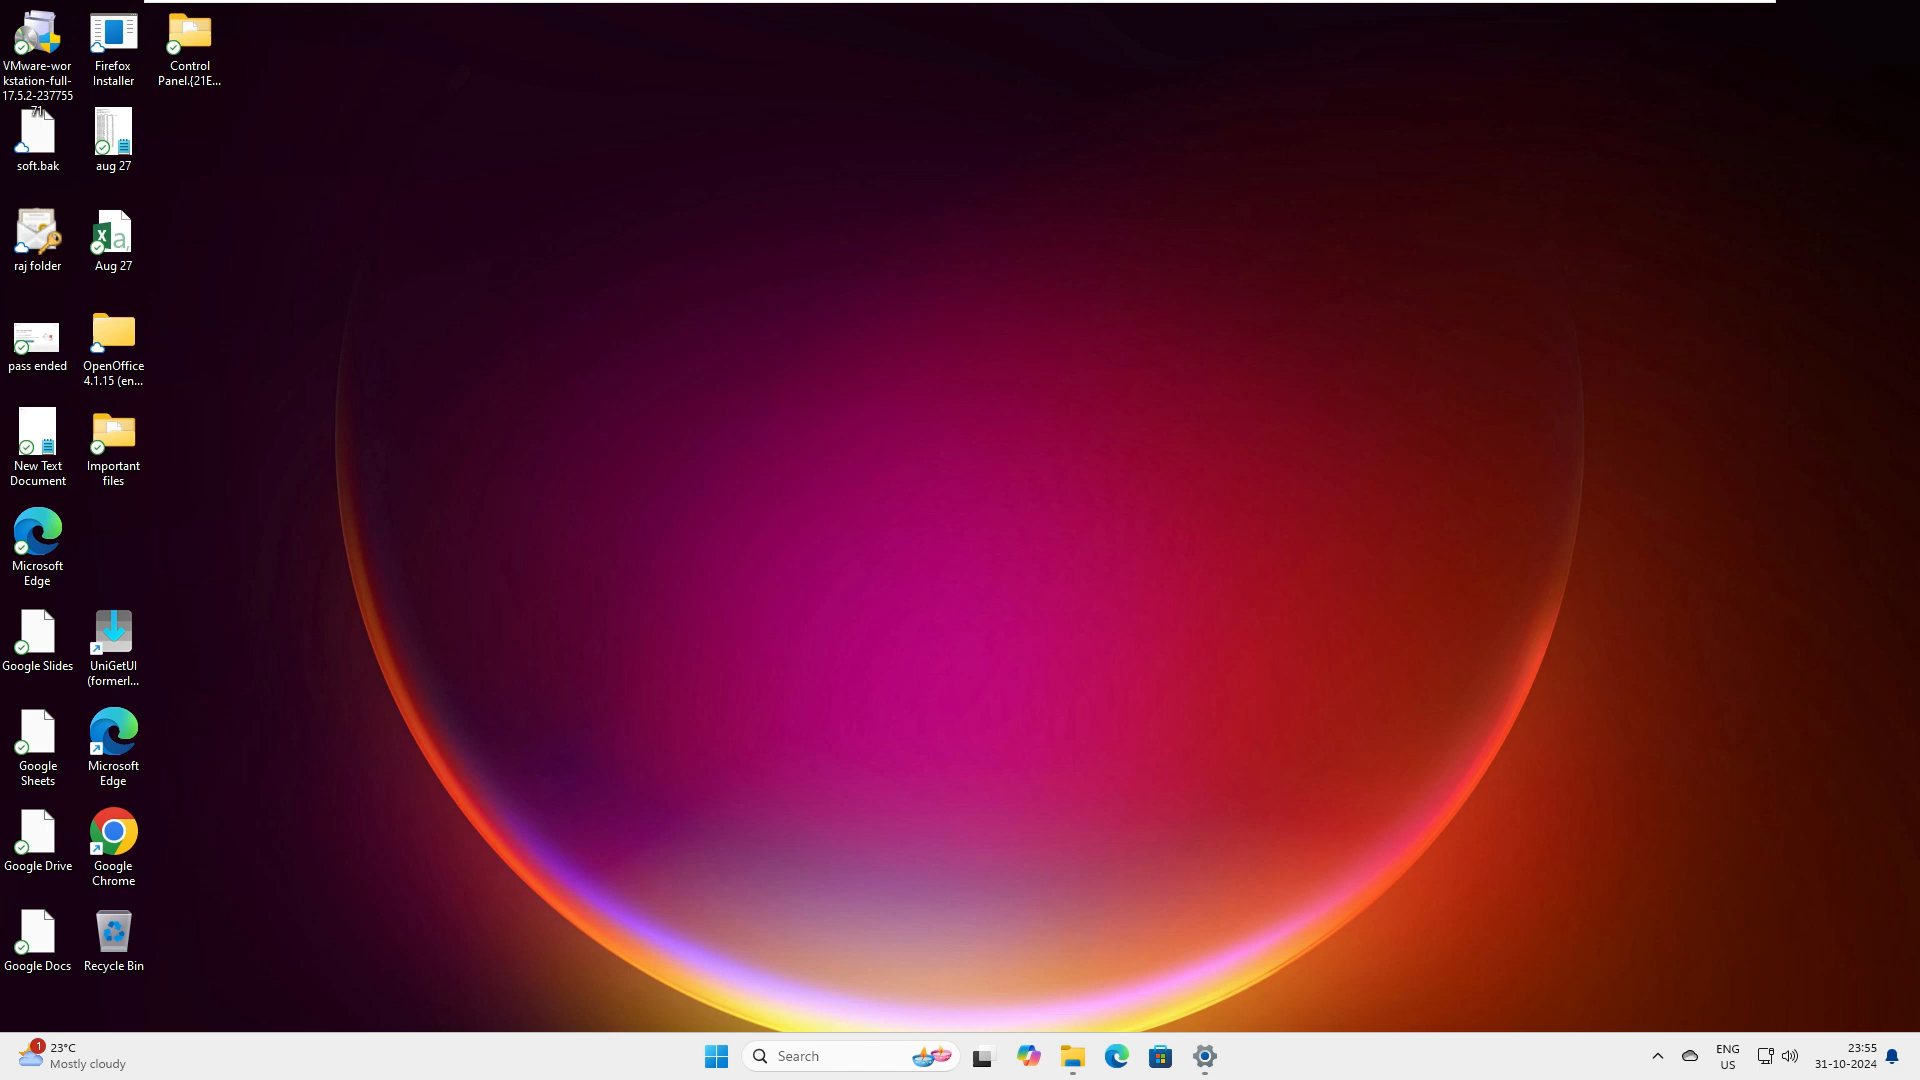 VMware-wor
kstation-full-
17.5.2-237755
71
Firefox
Installer
Control
Panel.{21E...
soft.bak
aug 27
raj folder
Aug 27
pass ended
OpenOffice
4.1.15 (en...
New Text
Document
Important
files
Microsoft
Edge
Google Slides
UniGetUI
(formerl...
Google
Sheets
Microsoft
Edge
Google Drive
Google
Chrome
Google Docs
Recycle Bin
1
23°C
Mostly cloudy
Search
ENG
US
23:55
31-10-2024